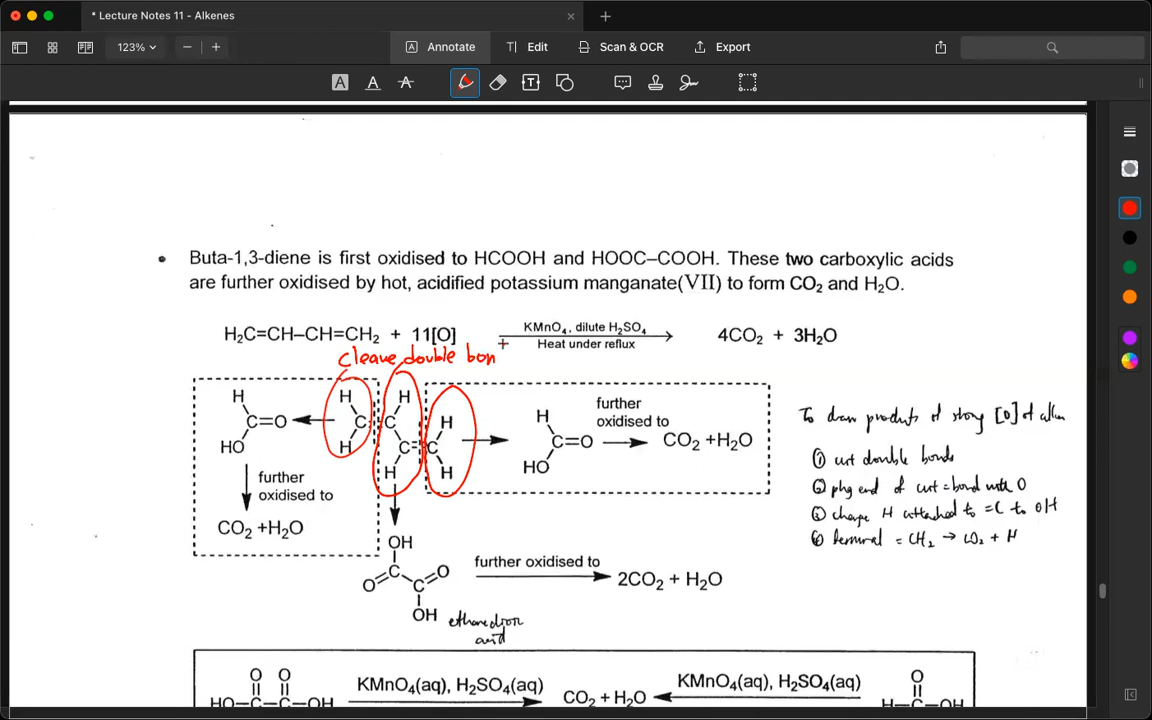 * Lecture Notes 11 - Alkenes
123%
Annotate
Edit
Scan & OCR
Export
• Buta-1,3-diene is first oxidised to HCOOH and HOOC–COOH. These two carboxylic acids
are further oxidised by hot, acidified potassium manganate(VII) to form CO₂ and H₂O.
H₂C=CH–CH=CH₂ + 11[O]
KMnO₄, dilute H₂SO₄
Heat under reflux
4CO₂ + 3H₂O
cleave double bon
H
C=O
HO
further
oxidised to
CO₂ +H₂O
H
C
H
H
C
C=
H
H
C
H
H
C=O
HO
further
oxidised to
CO₂ +H₂O
OH
O=C
C=O
OH
further oxidised to
2CO₂ + H₂O
acid
To draw products of strong [O] of
① cut double bonds
② plug end of cut = bond with O
③ change H attached to =C to OH
④ terminal = CH₂ → CO₂ + H
O O
HO–C–C–OH
KMnO₄(aq), H₂SO₄(aq)
CO₂ + H₂O
KMnO₄(aq), H₂SO₄(aq)
O
H–C–OH